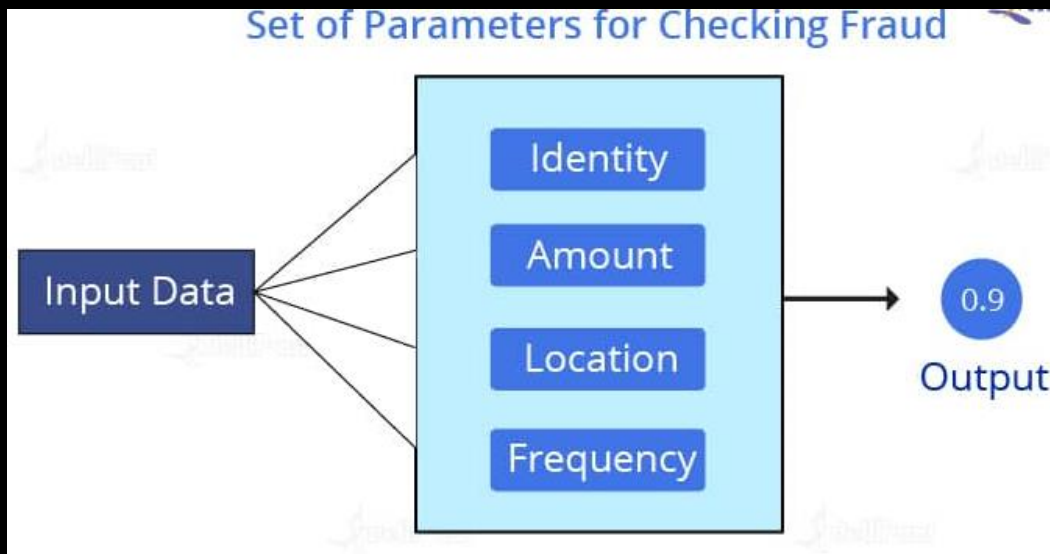 Set of Parameters for Checking Fraud
Identity
Amount
Input Data
Location
Frequency
0.9
Output